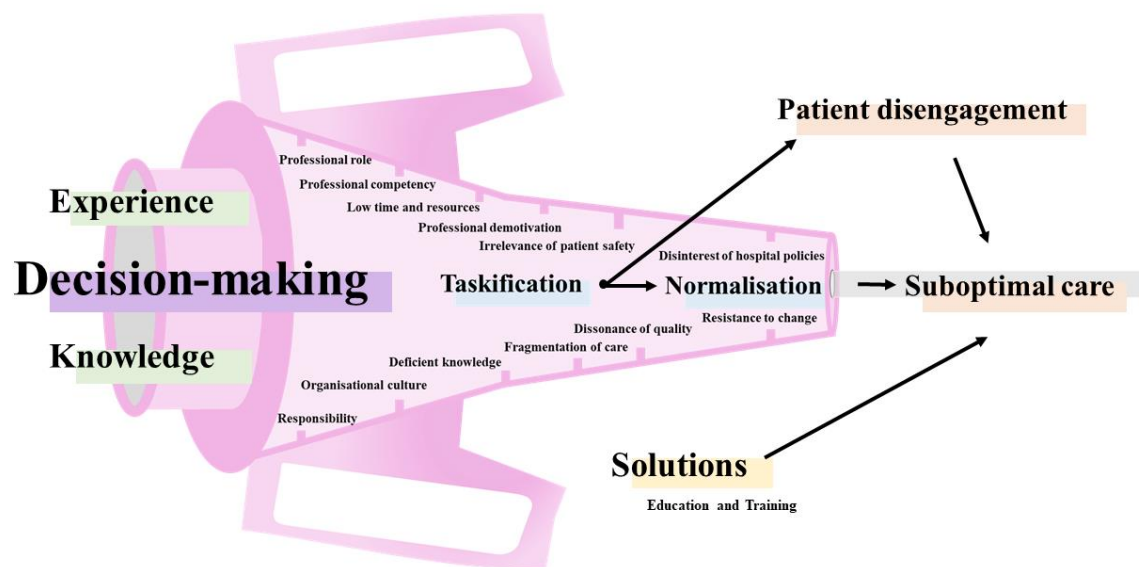 Patient disengagement
Professional role
Professional competency
Experience
Low time and resources
Professional demotivation
Irrelevance of patient safety
Disinterest of hospital policies
Decision-making
Taskification
Normalisation
Suboptimal care
Resistance to change
Dissonance of quality
Fragmentation of care
Knowledge
Deficient knowledge
Organisational culture
Responsibility
Solutions
Education and Training